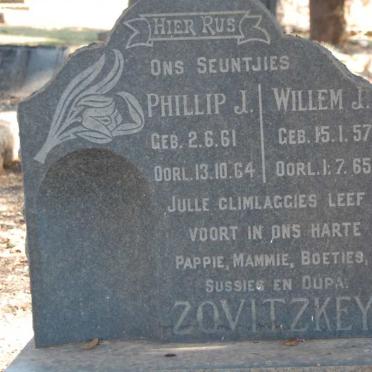 HIER RUS
ONS SEUNTJIES
PHILLIP J. WILLEM J.
GEB. 2.6.61 GEB. 15.1.57
OORL. 13.10.64 OORL. 1.7.65
JULLE GLIMLAGGIES LEEF
VOORT IN ONS HARTE
PAPPIE, MAMMIE, BOETIES,
SUSSIES EN OUPA.
ZOVITZKEY